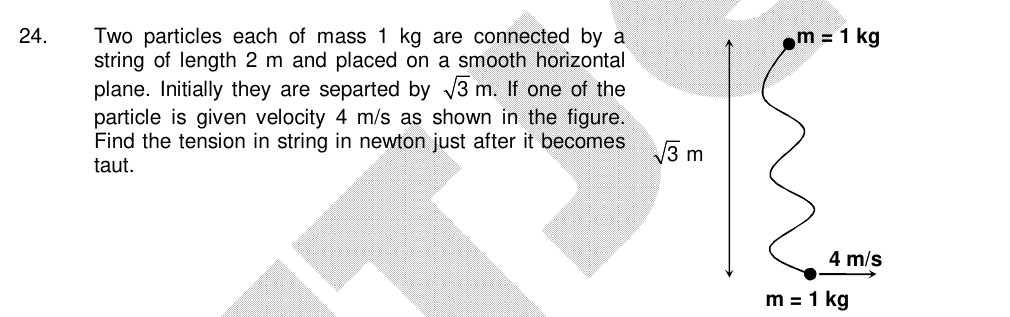 24. Two particles each of mass 1 kg are connected by a
string of length 2 m and placed on a smooth horizontal
plane. Initially they are separted by √3 m. If one of the
particle is given velocity 4 m/s as shown in the figure.
Find the tension in string in newton just after it becomes
taut.
m = 1 kg
√3 m
4 m/s
m = 1 kg